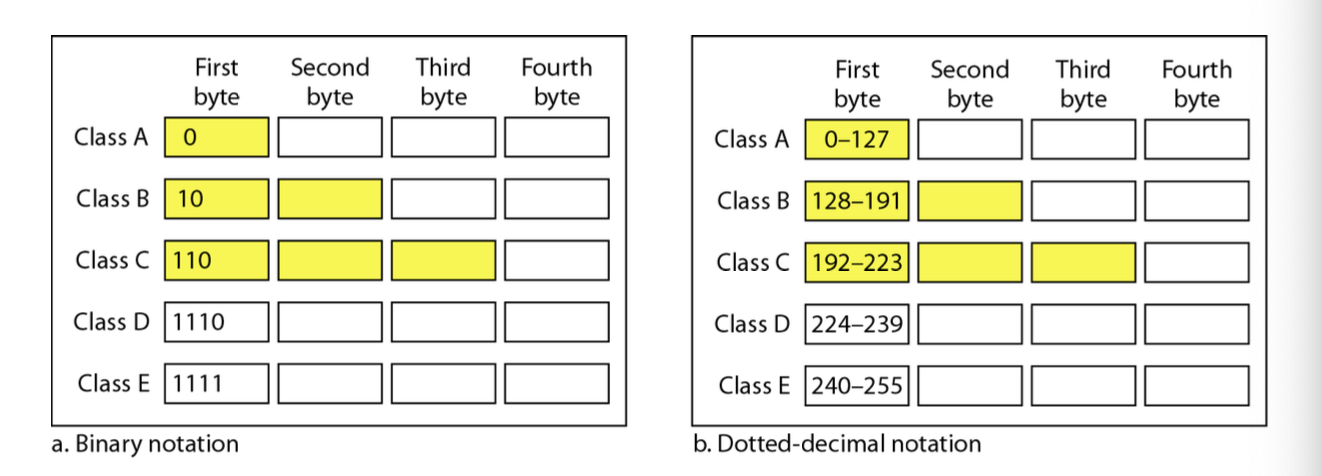 First Second Third Fourth
byte byte byte byte
Class A 0
Class B 10
Class C 110
Class D 1110
Class E 1111
a. Binary notation
First Second Third Fourth
byte byte byte byte
Class A 0–127
Class B 128–191
Class C 192–223
Class D 224–239
Class E 240–255
b. Dotted-decimal notation